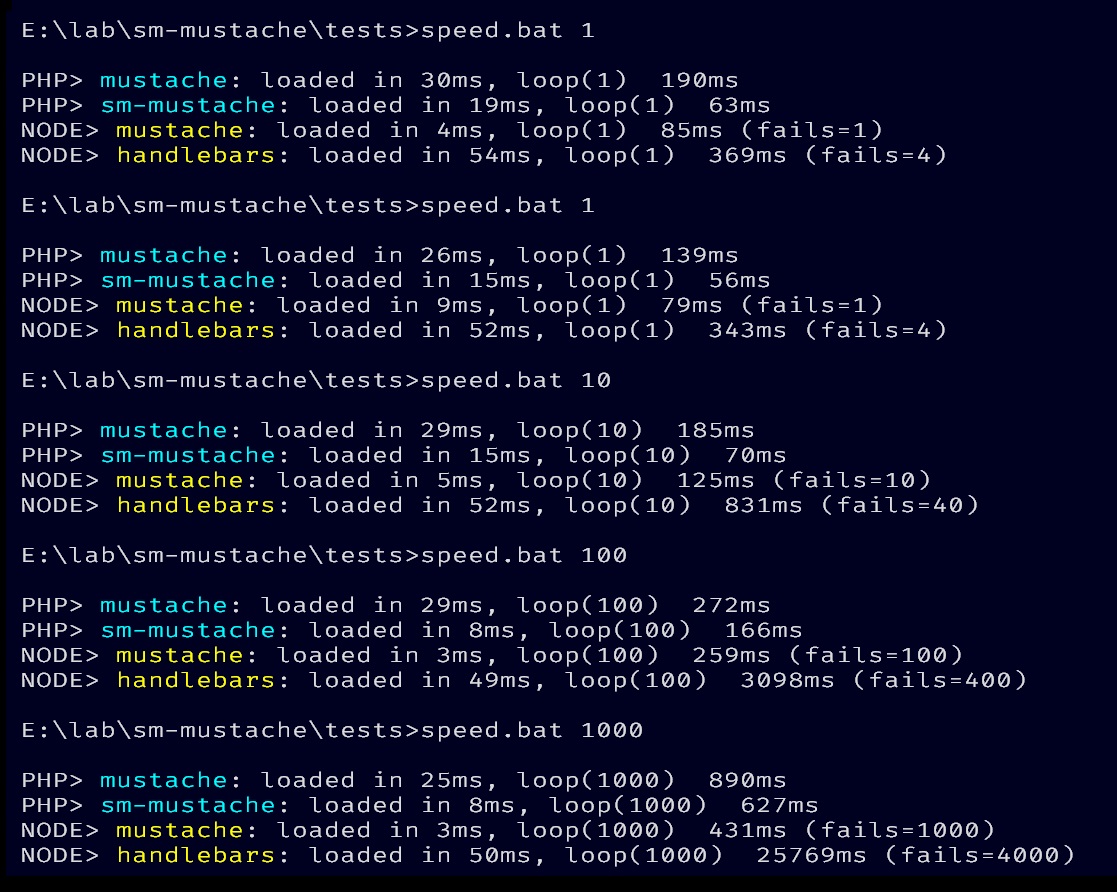 E:\lab\sm-mustache\tests>speed.bat 1
PHP> mustache: loaded in 30ms, loop(1)  190ms
PHP> sm-mustache: loaded in 19ms, loop(1)  63ms
NODE> mustache: loaded in 4ms, loop(1)  85ms (fails=1)
NODE> handlebars: loaded in 54ms, loop(1)  369ms (fails=4)
E:\lab\sm-mustache\tests>speed.bat 1
PHP> mustache: loaded in 26ms, loop(1)  139ms
PHP> sm-mustache: loaded in 15ms, loop(1)  56ms
NODE> mustache: loaded in 9ms, loop(1)  79ms (fails=1)
NODE> handlebars: loaded in 52ms, loop(1)  343ms (fails=4)
E:\lab\sm-mustache\tests>speed.bat 10
PHP> mustache: loaded in 29ms, loop(10)  185ms
PHP> sm-mustache: loaded in 15ms, loop(10)  70ms
NODE> mustache: loaded in 5ms, loop(10)  125ms (fails=10)
NODE> handlebars: loaded in 52ms, loop(10)  831ms (fails=40)
E:\lab\sm-mustache\tests>speed.bat 100
PHP> mustache: loaded in 29ms, loop(100)  272ms
PHP> sm-mustache: loaded in 8ms, loop(100)  166ms
NODE> mustache: loaded in 3ms, loop(100)  259ms (fails=100)
NODE> handlebars: loaded in 49ms, loop(100)  3098ms (fails=400)
E:\lab\sm-mustache\tests>speed.bat 1000
PHP> mustache: loaded in 25ms, loop(1000)  890ms
PHP> sm-mustache: loaded in 8ms, loop(1000)  627ms
NODE> mustache: loaded in 3ms, loop(1000)  431ms (fails=1000)
NODE> handlebars: loaded in 50ms, loop(1000)  25769ms (fails=4000)